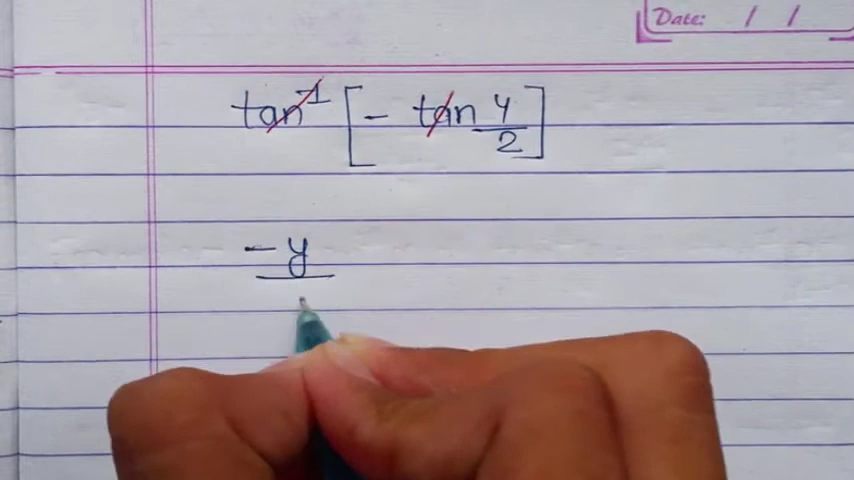 Date: / /
tan⁻¹ [- tan y/2]
-y